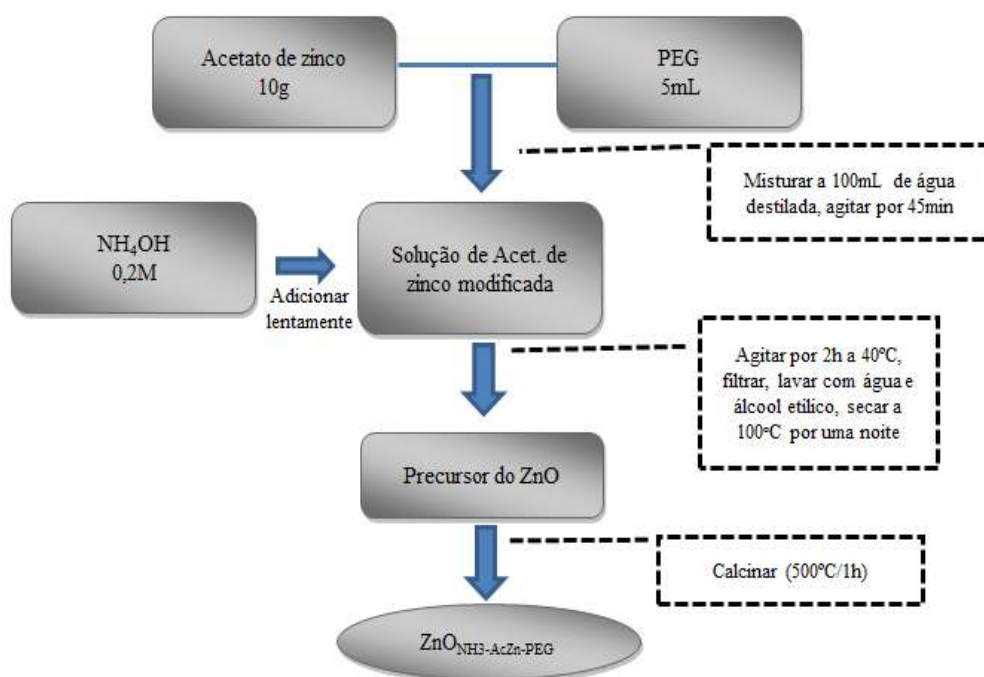 Acetato de zinco
10g
PEG
5mL
Misturar a 100mL de água
destilada, agitar por 45min
NH₄OH
0,2M
Adicionar
lentamente
Solução de Acet. de
zinco modificada
Agitar por 2h a 40ºC,
filtrar, lavar com água e
álcool etílico, secar a
100ºC por uma noite
Precursor do ZnO
Calcinar (500ºC/1h)
ZnO NH3-AcZn-PEG